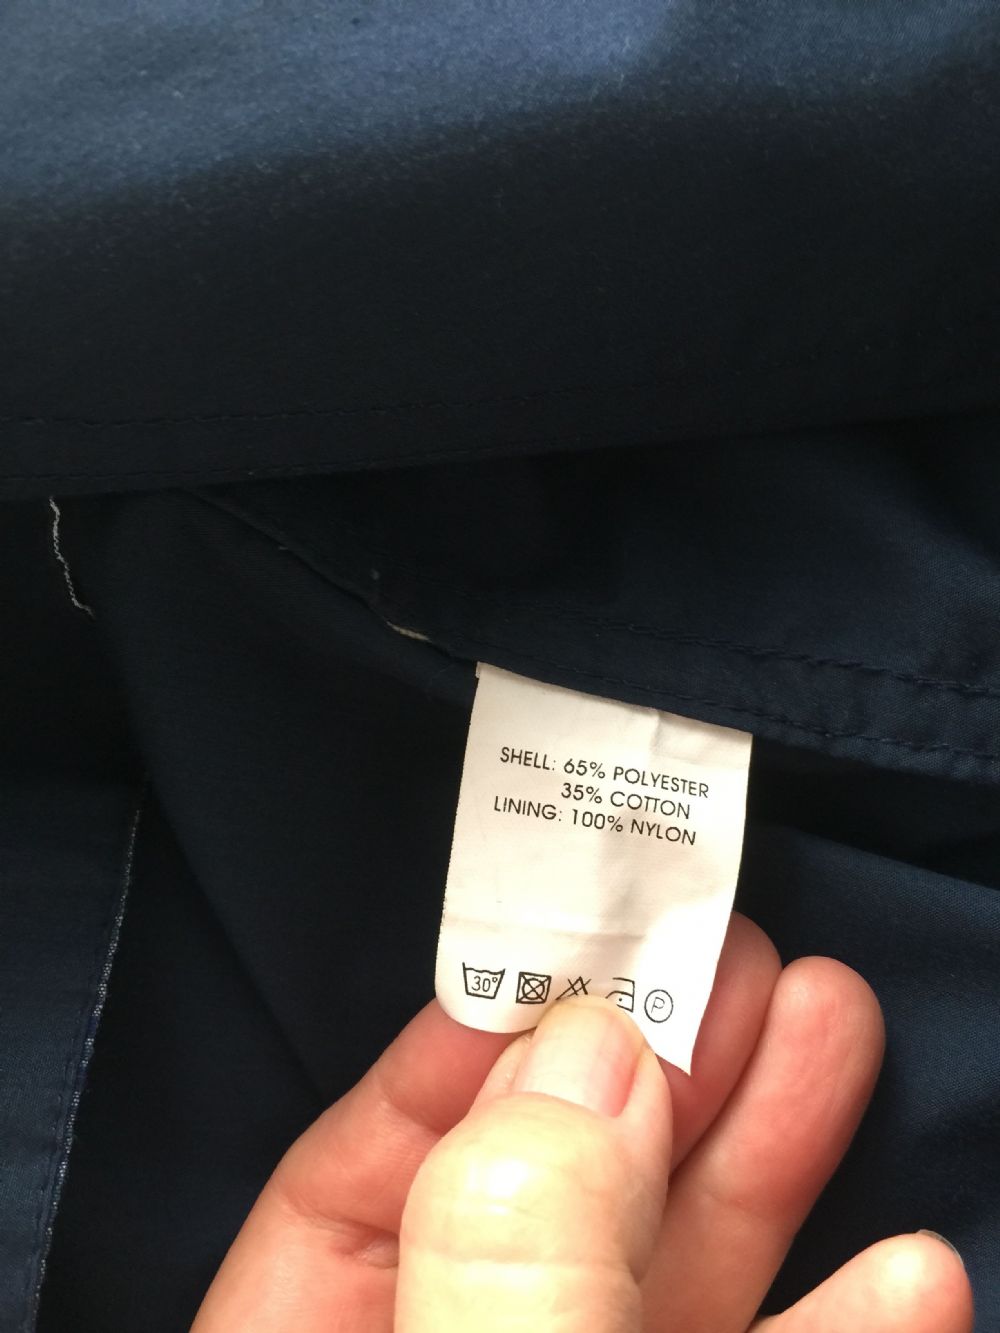 SHELL: 65% POLYESTER
35% COTTON
LINING: 100% NYLON
30° P